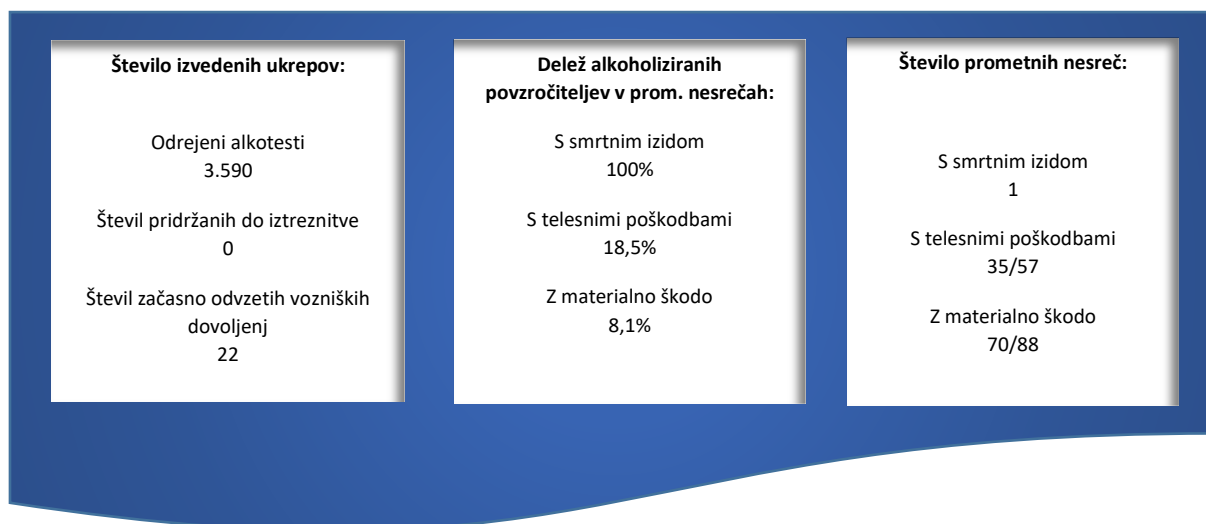 Število izvedenih ukrepov:
Odrejeni alkotesti
3.590
Števil pridržanih do iztreznitve
0
Števil začasno odvzetih vozniških
dovoljenj
22
Delež alkoholiziranih
povzročiteljev v prom. nesrečah:
S smrtnim izidom
100%
S telesnimi poškodbami
18,5%
Z materialno škodo
8,1%
Število prometnih nesreč:
S smrtnim izidom
1
S telesnimi poškodbami
35/57
Z materialno škodo
70/88